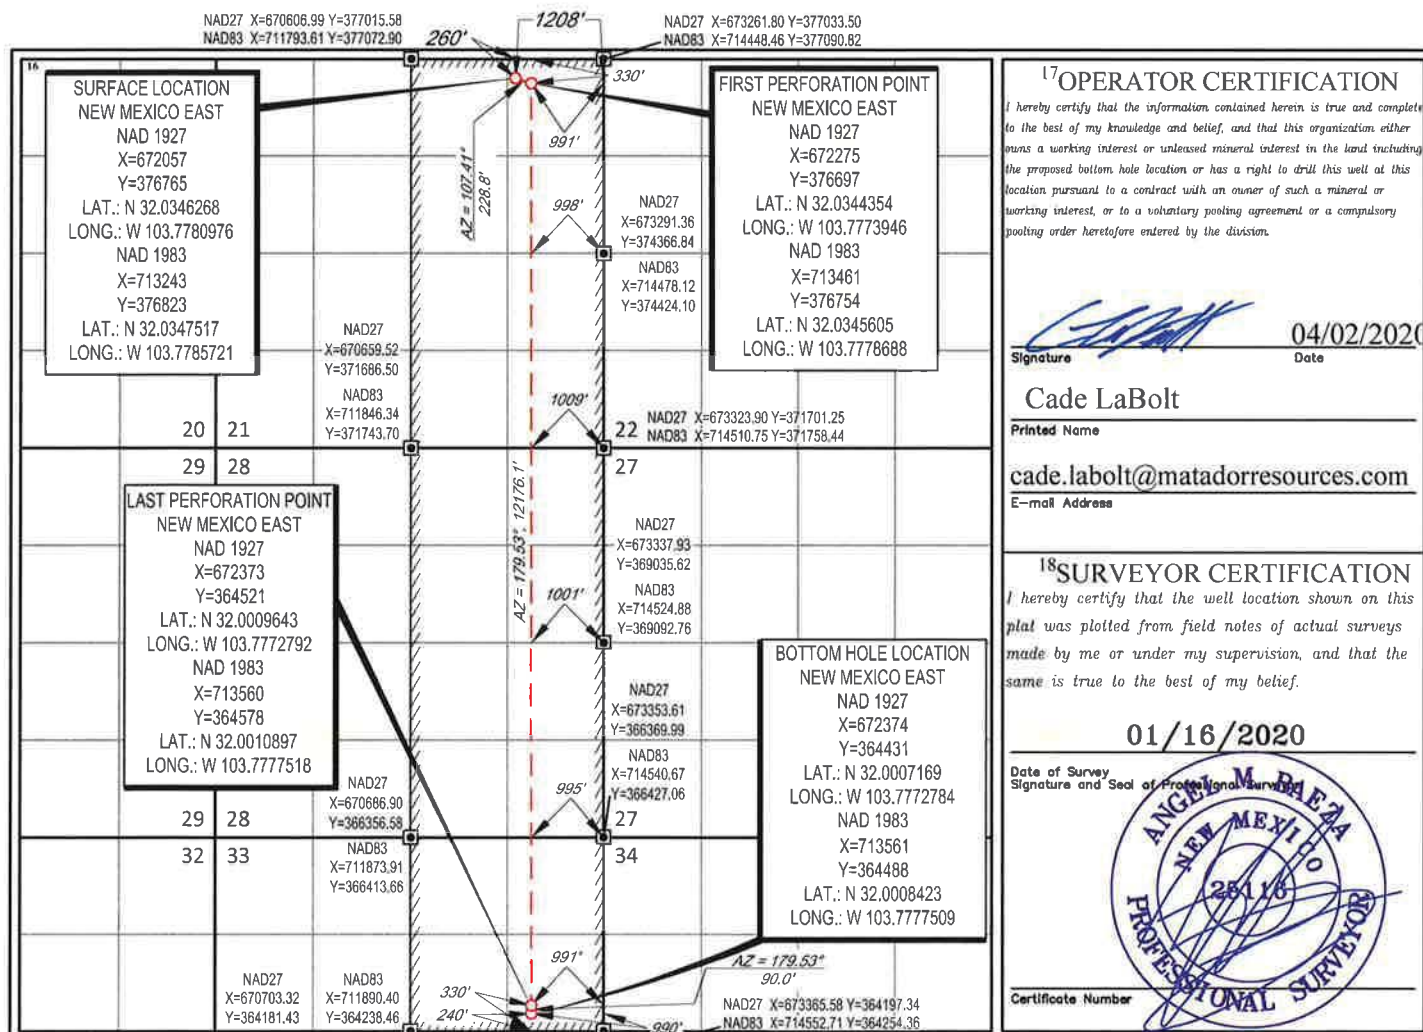 NAD27 X=670606.99 Y=377015.58
NAD83 X=711793.61 Y=377072.90
260'
1208'
NAD27 X=673261.80 Y=377033.50
NAD83 X=714448.46 Y=377090.82
16
330'
991'
AZ = 107.41°
228.8'
SURFACE LOCATION
NEW MEXICO EAST
NAD 1927
X=672057
Y=376765
LAT.: N 32.0346268
LONG.: W 103.7780976
NAD 1983
X=713243
Y=376823
LAT.: N 32.0347517
LONG.: W 103.7785721
FIRST PERFORATION POINT
NEW MEXICO EAST
NAD 1927
X=672275
Y=376697
LAT.: N 32.0344354
LONG.: W 103.7773946
NAD 1983
X=713461
Y=376754
LAT.: N 32.0345605
LONG.: W 103.7778688
998'
NAD27
X=673291.36
Y=374366.84
NAD83
X=714478.12
Y=374424.10
NAD27
X=670659.52
Y=371686.50
NAD83
X=711846.34
Y=371743.70
1009'
NAD27 X=673323.90 Y=371701.25
NAD83 X=714510.75 Y=371758.44
20 21
22
29 28
27
AZ = 179.53°, 12176.1'
LAST PERFORATION POINT
NEW MEXICO EAST
NAD 1927
X=672373
Y=364521
LAT.: N 32.0009643
LONG.: W 103.7772792
NAD 1983
X=713560
Y=364578
LAT.: N 32.0010897
LONG.: W 103.7777518
NAD27
X=673337.93
Y=369035.62
NAD83
X=714524.88
Y=369092.76
1001'
NAD27
X=673353.61
Y=366369.99
NAD83
X=714540.67
Y=366427.06
995'
BOTTOM HOLE LOCATION
NEW MEXICO EAST
NAD 1927
X=672374
Y=364431
LAT.: N 32.0007169
LONG.: W 103.7772784
NAD 1983
X=713561
Y=364488
LAT.: N 32.0008423
LONG.: W 103.7777509
NAD27
X=670686.90
Y=366356.58
NAD83
X=711873.91
Y=366413.66
29 28
27
32 33
34
991'
AZ = 179.53°
90.0'
NAD27
X=670703.32
Y=364181.43
NAD83
X=711890.40
Y=364238.46
330'
240'
990'
NAD27 X=673365.58 Y=364197.34
NAD83 X=714552.71 Y=364254.36
17 OPERATOR CERTIFICATION
I hereby certify that the information contained herein is true and complete
to the best of my knowledge and belief, and that this organization either
owns a working interest or unleased mineral interest in the land including
the proposed bottom hole location or has a right to drill this well at this
location pursuant to a contract with an owner of such a mineral or
working interest, or to a voluntary pooling agreement or a compulsory
pooling order heretofore entered by the division.
04/02/2020
Signature Date
Cade LaBolt
Printed Name
cade.labolt@matadorresources.com
E-mail Address
18 SURVEYOR CERTIFICATION
I hereby certify that the well location shown on this
plat was plotted from field notes of actual surveys
made by me or under my supervision, and that the
same is true to the best of my belief.
01/16/2020
Date of Survey
Signature and Seal of Professional Surveyor
ANGEL M. BAEZA
NEW MEXICO
25116
PROFESSIONAL SURVEYOR
Certificate Number